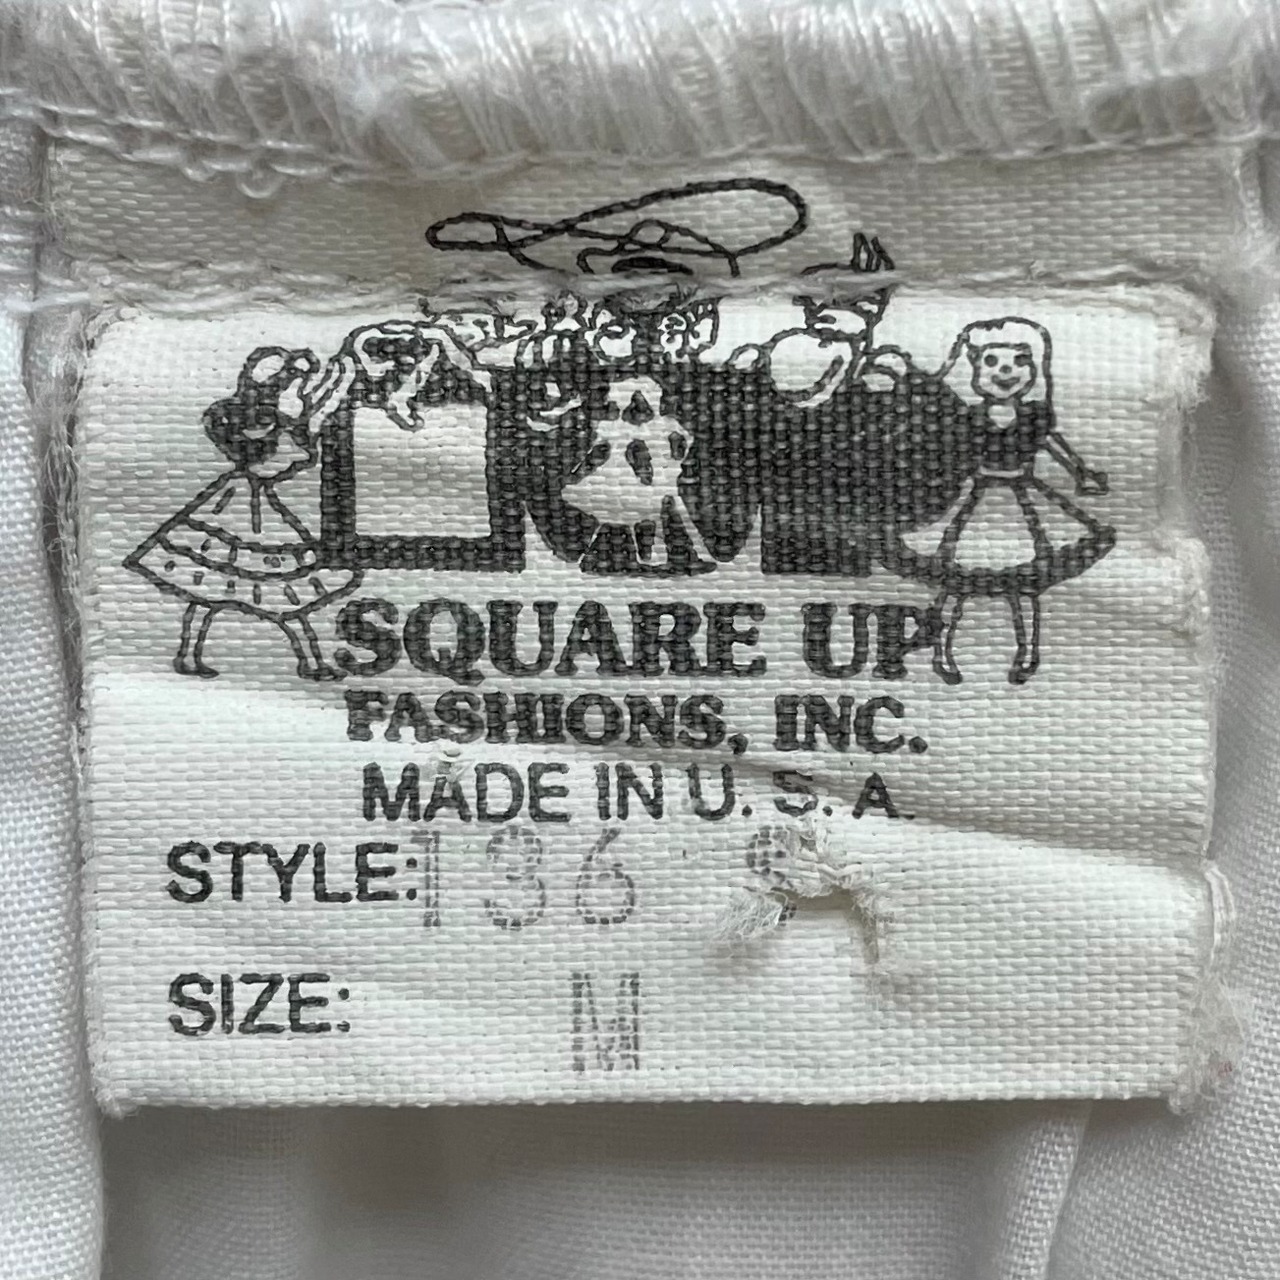 SQUARE UP
FASHIONS, INC.
MADE IN U. S. A.
STYLE: 136
SIZE: M